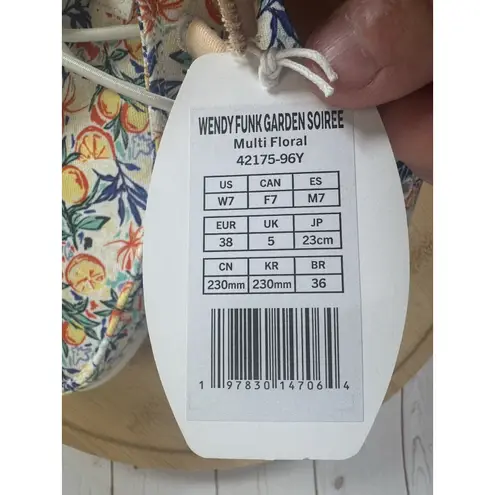 WENDY FUNK GARDEN SOIREE
Multi Floral
42175-96Y
US CAN ES
W7 F7 M7
EUR UK JP
38 5 23cm
CN KR BR
230mm 230mm 36
1 97830 14706 4